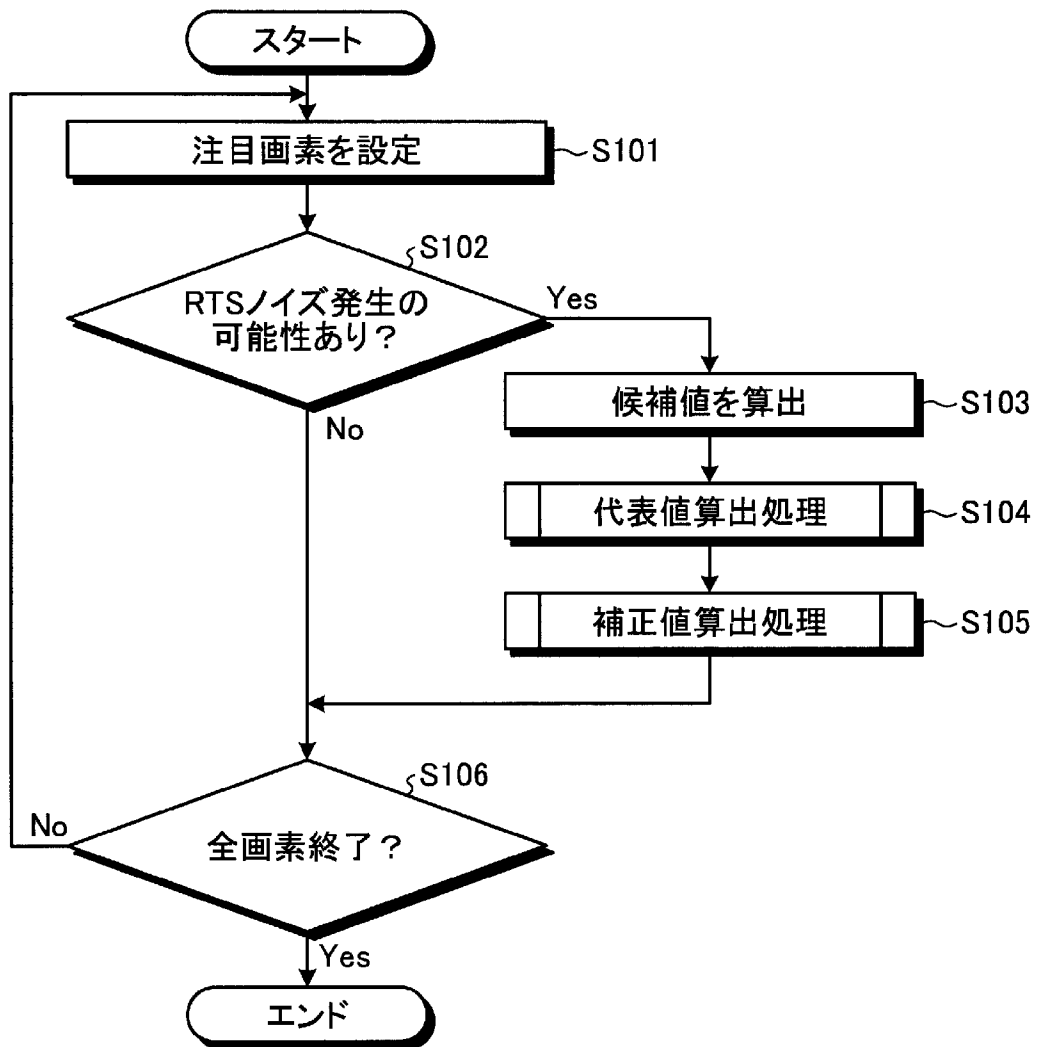 スタート
注目画素を設定
S101
S102
RTSノイズ発生の
可能性あり？
Yes
No
候補値を算出
S103
代表値算出処理
S104
補正値算出処理
S105
S106
全画素終了？
No
Yes
エンド